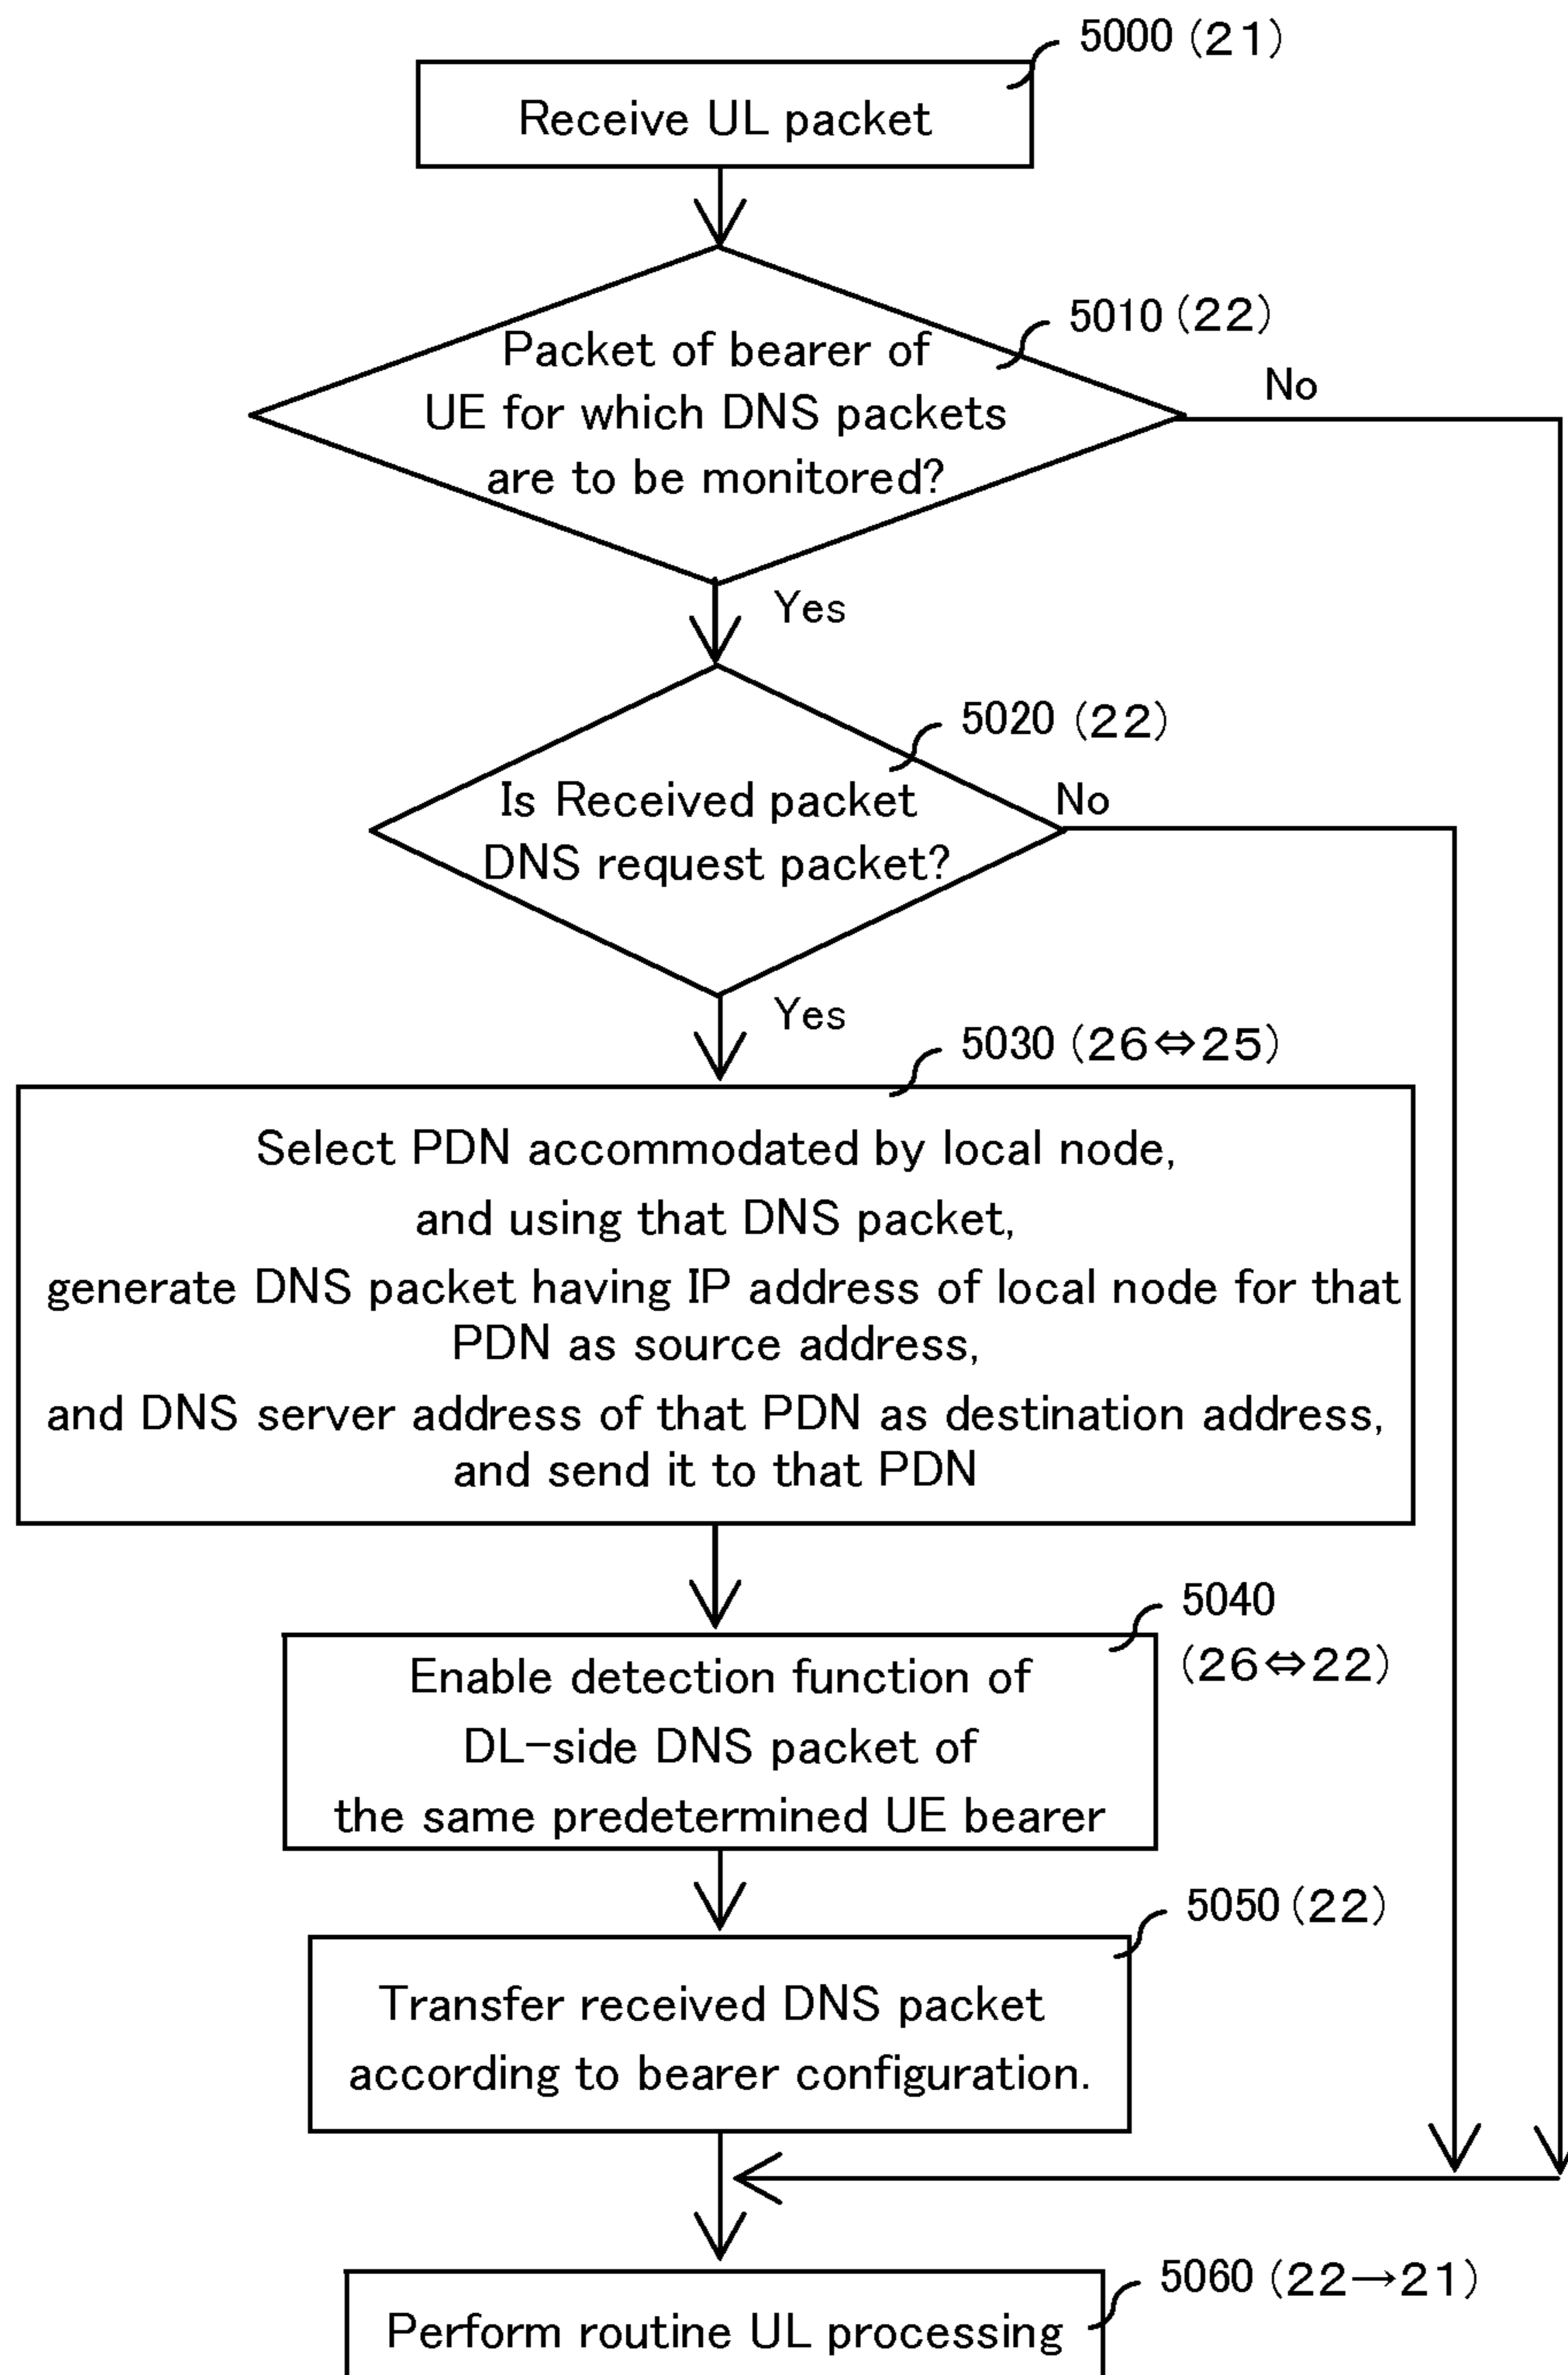 5000 (21)
Receive UL packet
5010 (22)
Packet of bearer of
UE for which DNS packets
are to be monitored?
No
Yes
5020 (22)
Is Received packet
DNS request packet?
No
Yes
5030 (26⇔25)
Select PDN accommodated by local node,
and using that DNS packet,
generate DNS packet having IP address of local node for that
PDN as source address,
and DNS server address of that PDN as destination address,
and send it to that PDN
5040
(26⇔22)
Enable detection function of
DL-side DNS packet of
the same predetermined UE bearer
5050 (22)
Transfer received DNS packet
according to bearer configuration.
5060 (22→21)
Perform routine UL processing